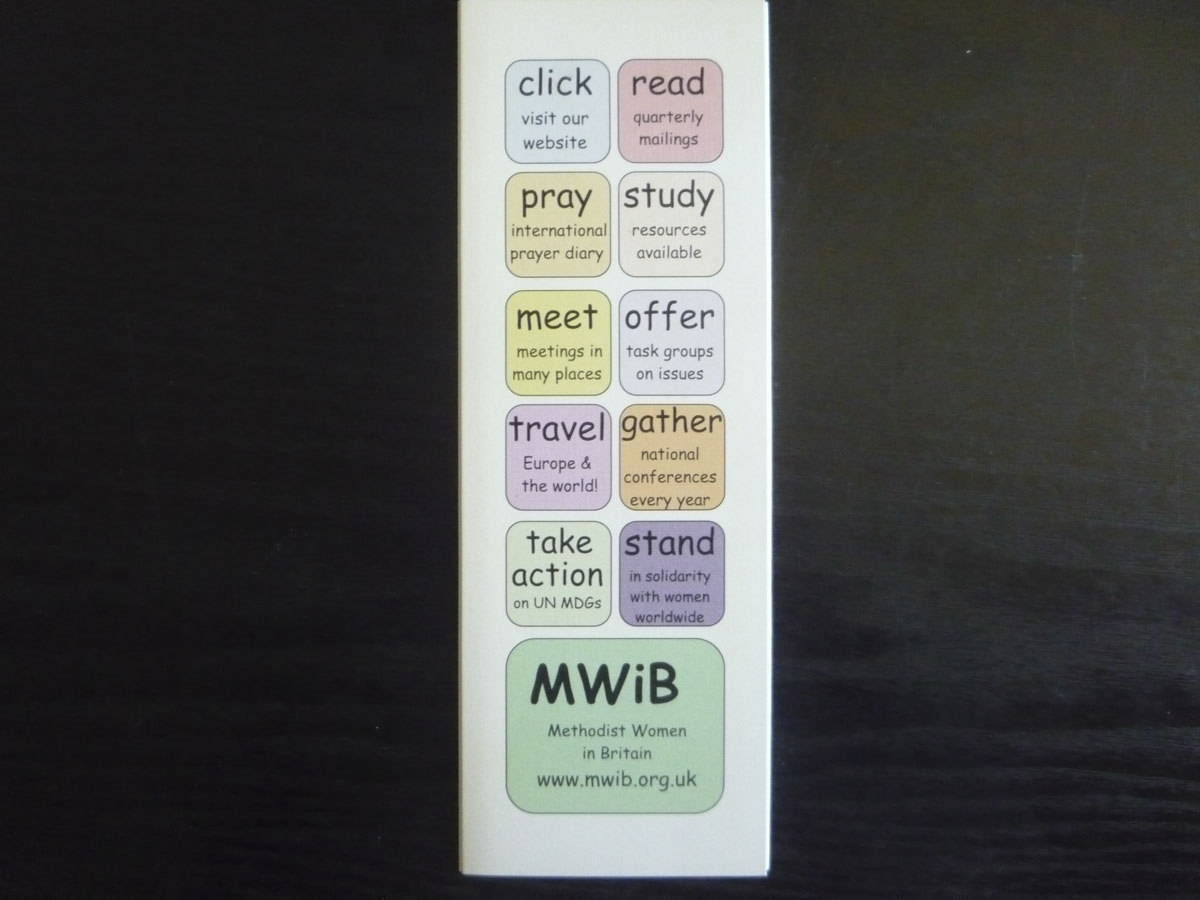 click
visit our
website
read
quarterly
mailings
pray
international
prayer diary
study
resources
available
meet
meetings in
many places
offer
task groups
on issues
travel
Europe &
the world!
gather
national
conferences
every year
take
action
on UN MDGs
stand
in solidarity
with women
worldwide
MWiB
Methodist Women
in Britain
www.mwib.org.uk